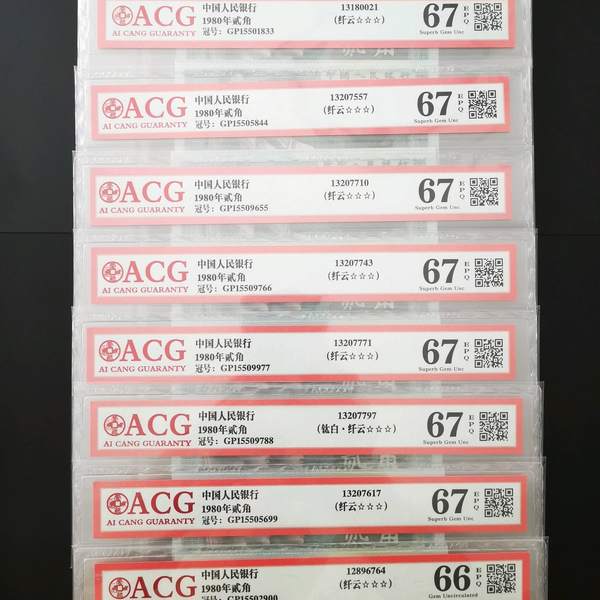 ACG
AI CANG GUARANTY
中国人民银行
1980年贰角
冠号: GP15501833
13180021
(纤云☆☆☆)
67
EPQ
Superb Gem Unc
ACG
AI CANG GUARANTY
中国人民银行
1980年贰角
冠号: GP15505844
13207557
(纤云☆☆☆)
67
EPQ
Superb Gem Unc
ACG
AI CANG GUARANTY
中国人民银行
1980年贰角
冠号: GP15509655
13207710
(纤云☆☆☆)
67
EPQ
Superb Gem Unc
ACG
AI CANG GUARANTY
中国人民银行
1980年贰角
冠号: GP15509766
13207743
(纤云☆☆☆)
67
EPQ
Superb Gem Unc
ACG
AI CANG GUARANTY
中国人民银行
1980年贰角
冠号: GP15509977
13207771
(纤云☆☆☆)
67
EPQ
Superb Gem Unc
ACG
AI CANG GUARANTY
中国人民银行
1980年贰角
冠号: GP15509788
13207797
(钛白·纤云☆☆☆)
67
EPQ
Superb Gem Unc
ACG
AI CANG GUARANTY
中国人民银行
1980年贰角
冠号: GP15505699
13207617
(纤云☆☆☆)
67
EPQ
Superb Gem Unc
ACG
中国人民银行
1980年贰角
冠号: GP15502900
12896764
(纤云☆☆☆)
66
EPQ
Gem Uncirculated